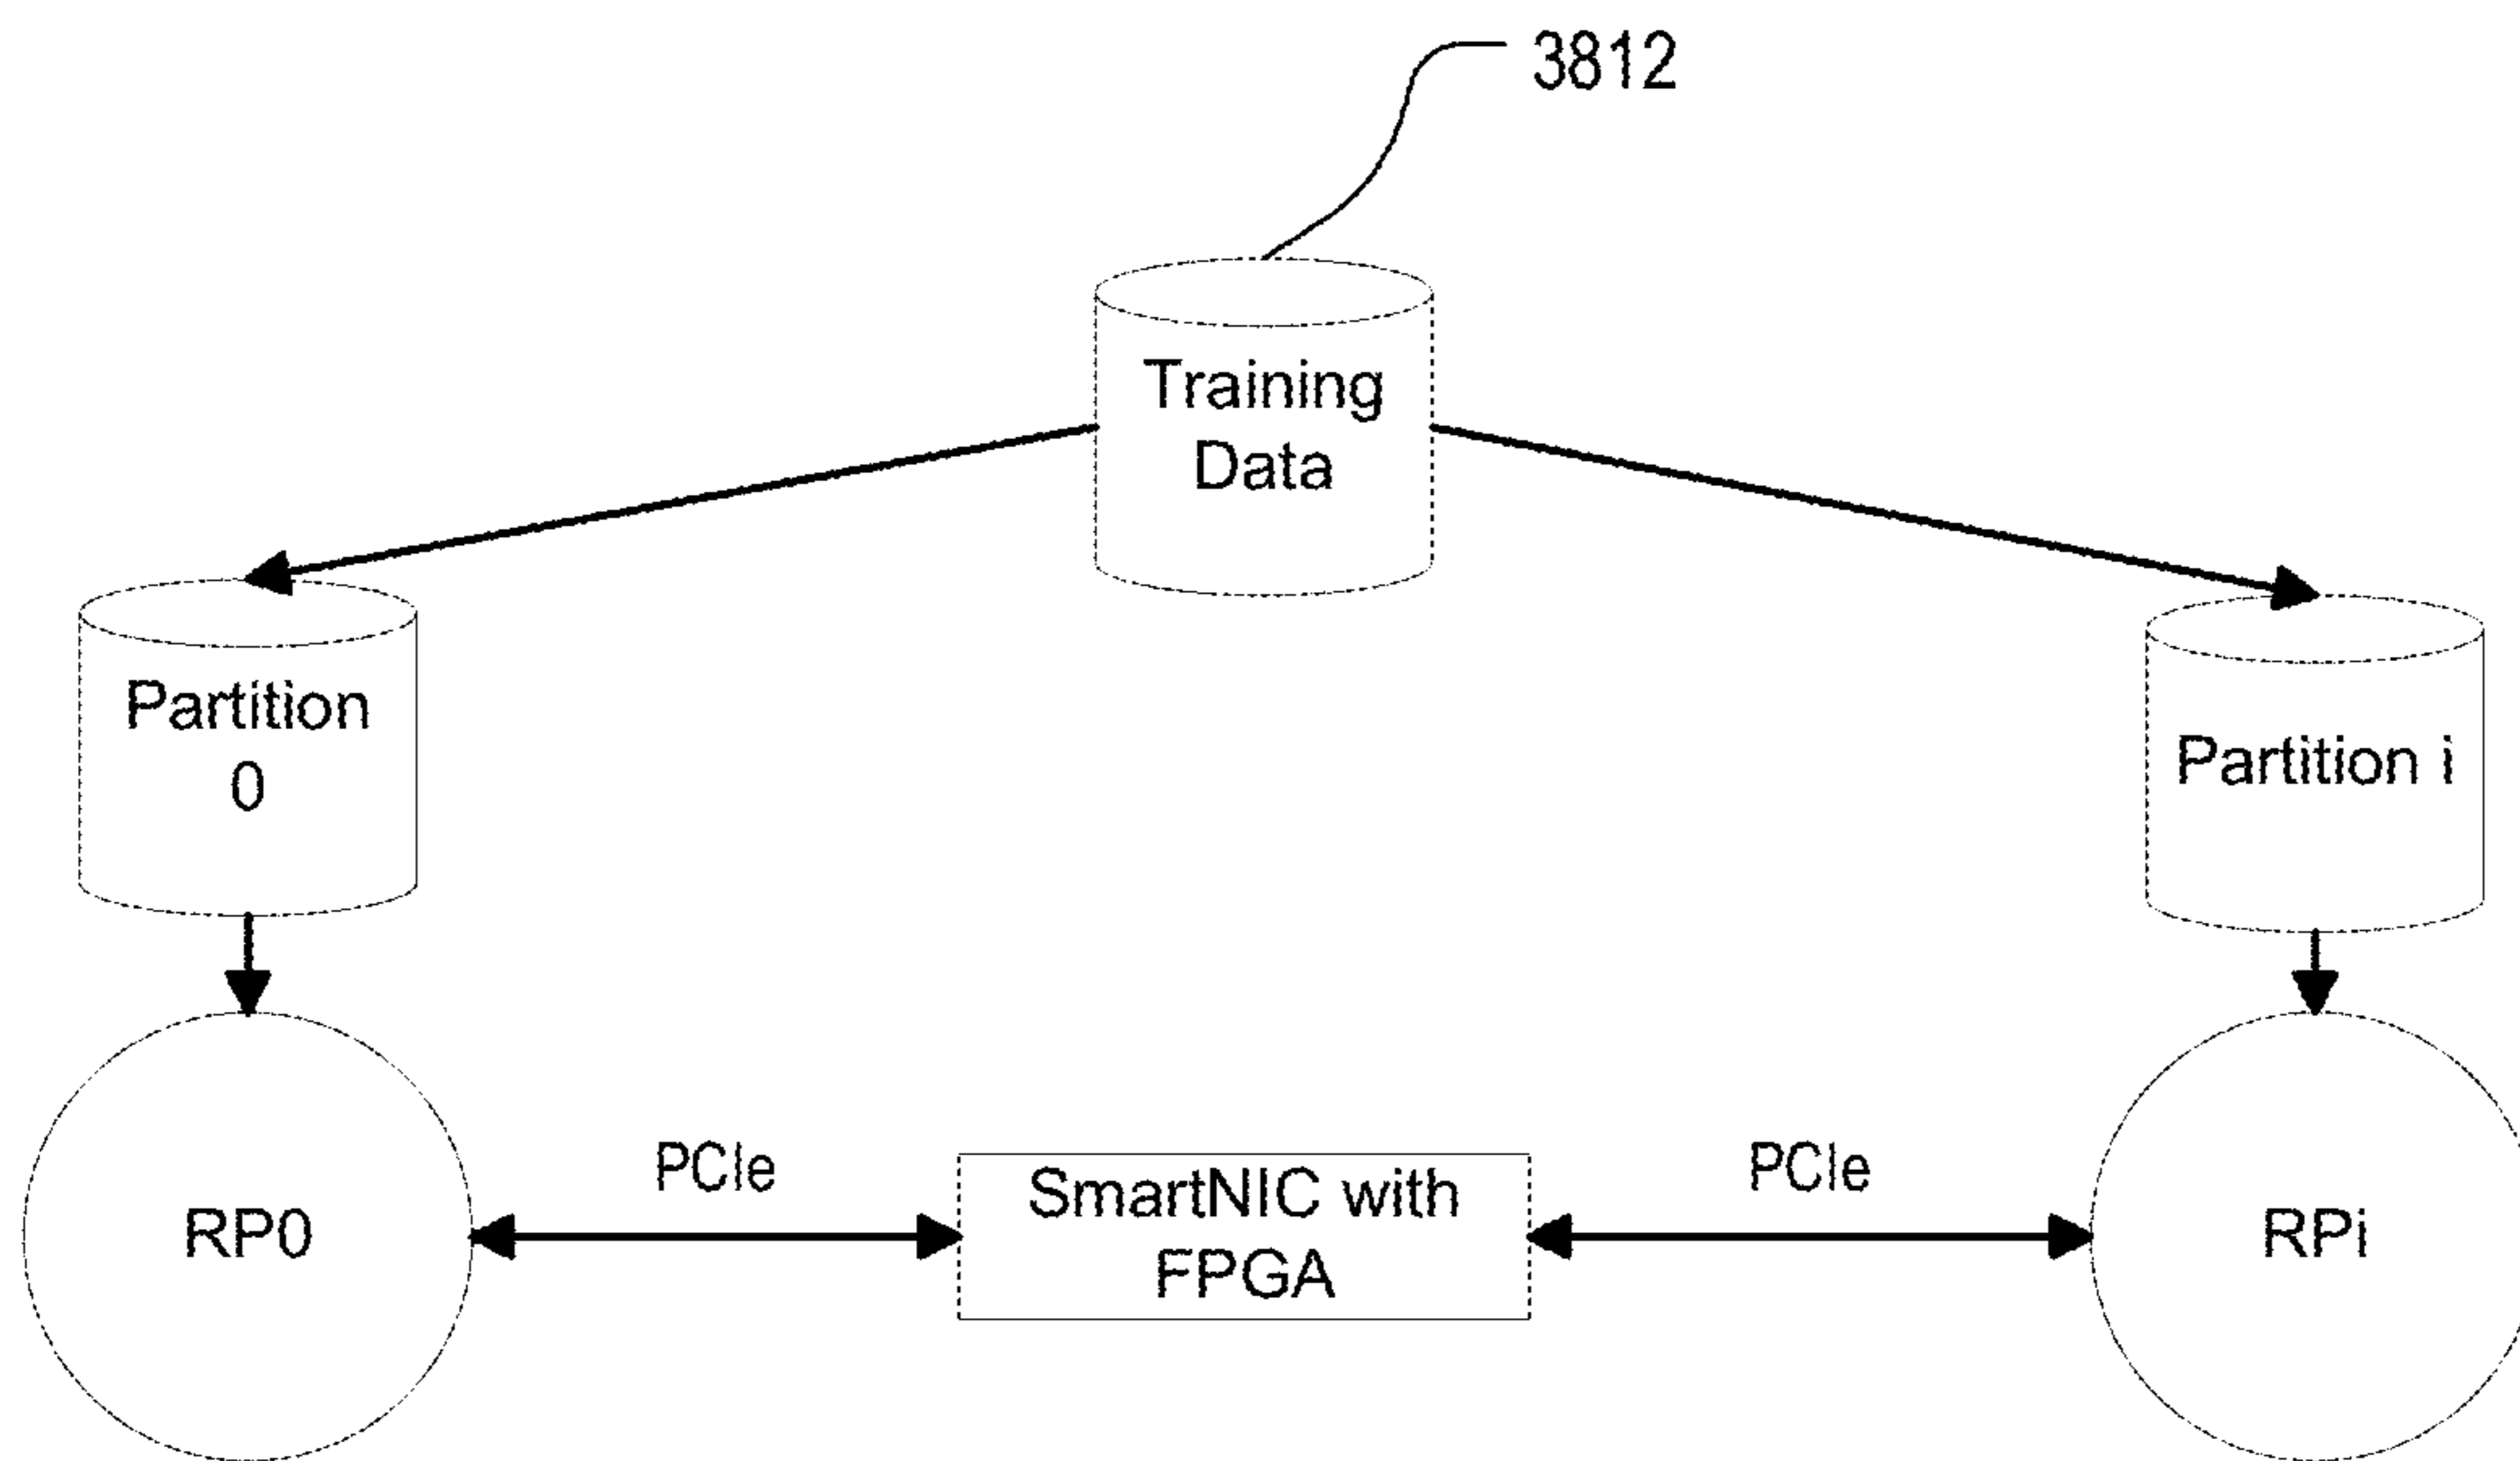 3812
Training
Data
Partition
0
Partition i
PCIe
PCIe
RP0
SmartNIC with
FPGA
RPi